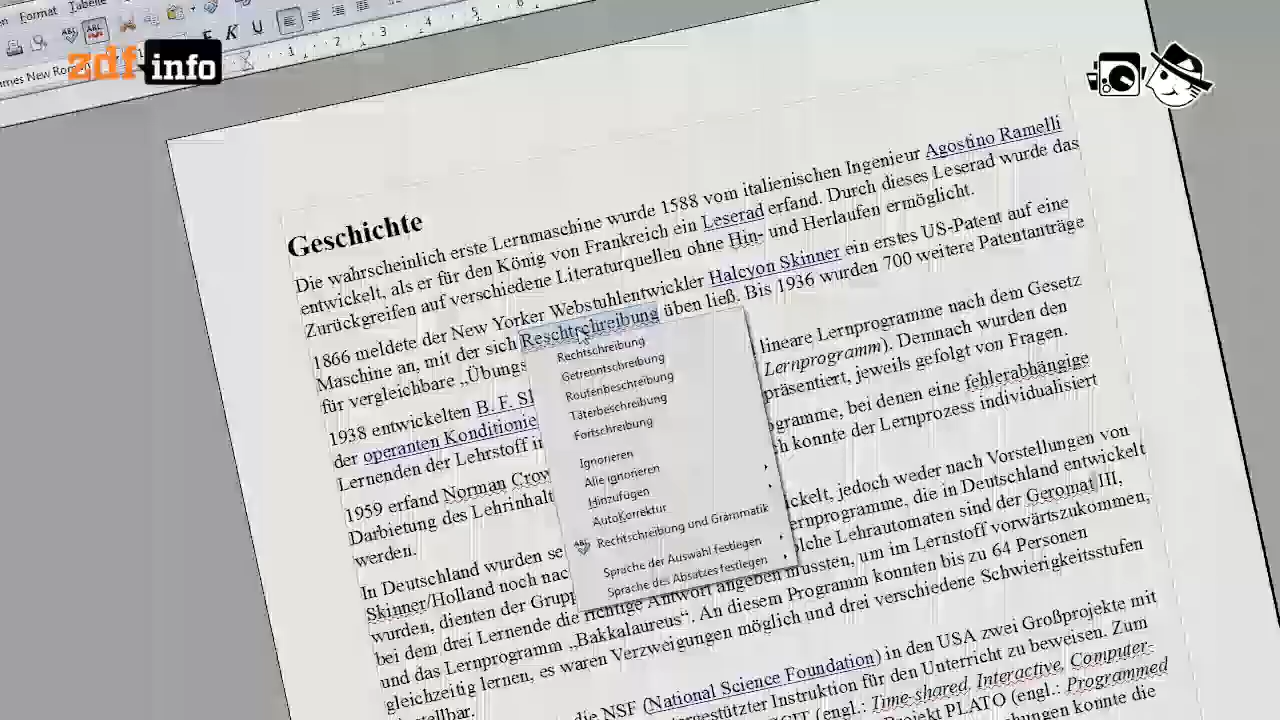 Format Tabelle
F K U
1 2 3 4 5 6
zdf info
Geschichte
Die wahrscheinlich erste Lernmaschine wurde 1588 vom italienischen Ingenieur Agostino Ramelli
entwickelt, als er für den König von Frankreich ein Leserad erfand. Durch dieses Leserad wurde das
Zurückgreifen auf verschiedene Literaturquellen ohne Hin- und Herlaufen ermöglicht.
1866 meldete der New Yorker Webstuhlentwickler Halcyon Skinner ein erstes US-Patent auf eine
Maschine an, mit der sich Reschtschreibung üben ließ. Bis 1936 wurden 700 weitere Patentanträge
für vergleichbare „Übungs
Rechtschreibung
Getrenntschreibung
Routenbeschreibung
Täterbeschreibung
Fortschreibung
Ignorieren
Alle ignorieren
Hinzufügen
AutoKorrektur
Rechtschreibung und Grammatik
Sprache der Auswahl festlegen
Sprache des Absatzes festlegen
1938 entwickelten B. F. lineare Lernprogramme nach dem Gesetz
der operanten Lernprogramm). Demnach wurden den
Lernenden der Lehrstoff präsentiert, jeweils gefolgt von Fragen.
1959 erfand Norman bei denen eine fehlerabhängige
Darbietung des Lehrinhalt konnte der Lernprozess individualisiert
werden.
In Deutschland wurden jedoch weder nach Vorstellungen von
Skinner/Holland noch nac die in Deutschland entwickelt
wurden, dienten der Lehrautomaten sind der Geromat III,
bei dem drei Lernende die richtige Antwort angeben mussten, um im Lernstoff vorwärtszukommen,
und das Lernprogramm „Bakkalaureus“. An diesem Programm konnten bis zu 64 Personen
gleichzeitig lernen, es waren Verzweigungen möglich und drei verschiedene Schwierigkeitsstufen
die NSF (National Science Foundation) in den USA zwei Großprojekte mit
Instruktion für den Unterricht zu beweisen. Zum
(engl.: Time-shared, Interactive, Computer-
PLATO (engl.: Programmed
konnte die